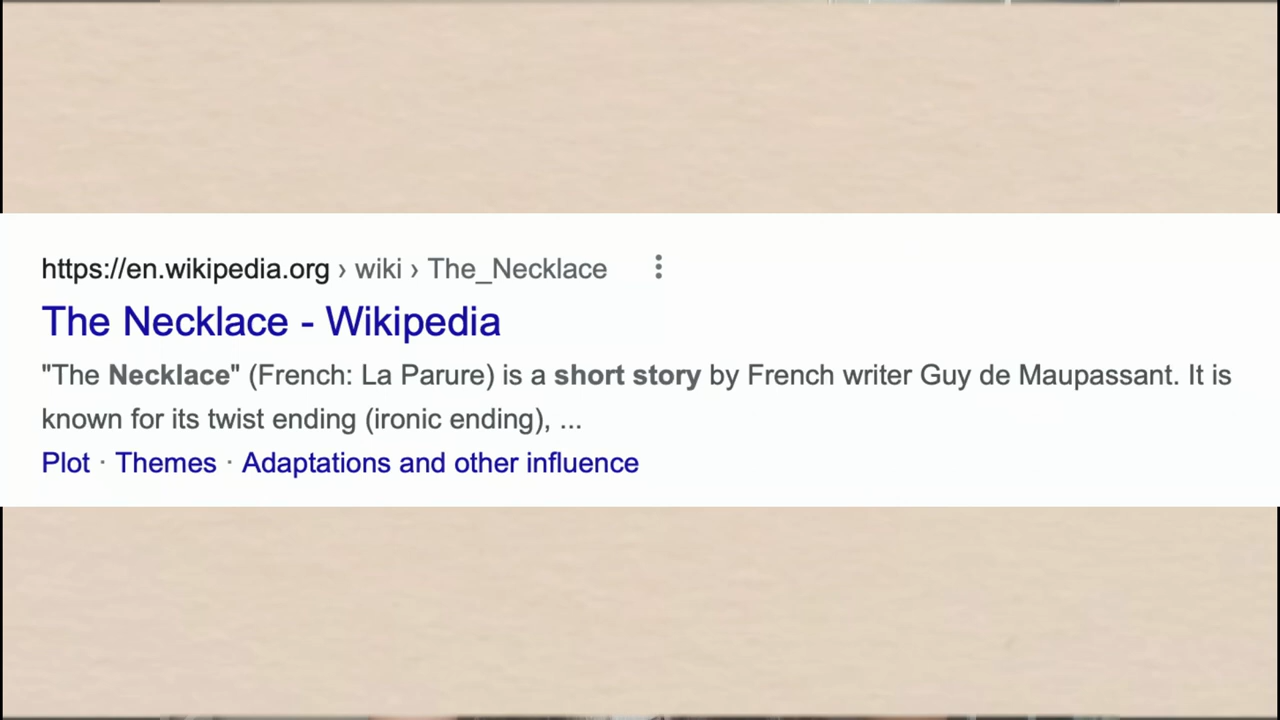 https://en.wikipedia.org › wiki › The_Necklace
The Necklace - Wikipedia
"The Necklace" (French: La Parure) is a short story by French writer Guy de Maupassant. It is
known for its twist ending (ironic ending), ...
Plot · Themes · Adaptations and other influence